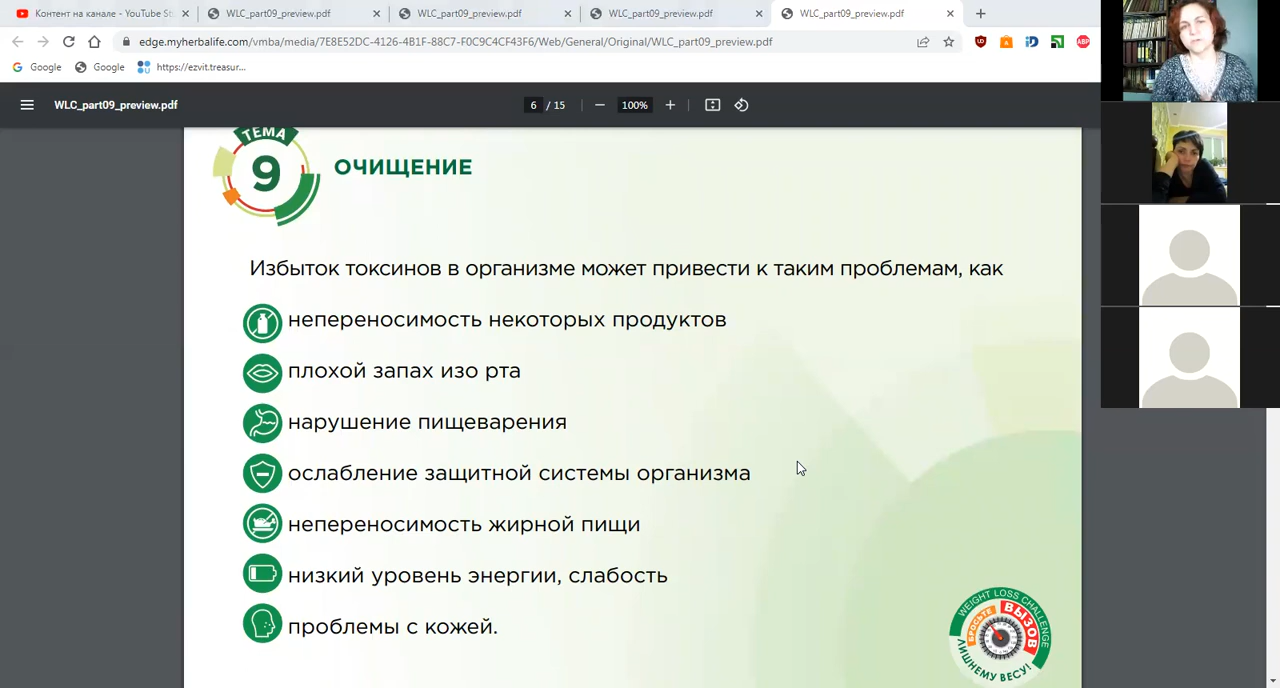 Контент на канале - YouTube St
WLC_part09_preview.pdf
WLC_part09_preview.pdf
WLC_part09_preview.pdf
WLC_part09_preview.pdf
edge.myherbalife.com/vmba/media/7E8E52DC-4126-4B1F-88C7-F0C9C4CF43F6/Web/General/Original/WLC_part09_preview.pdf
Google
Google
https://ezvit.treasur...
WLC_part09_preview.pdf
6 / 15
100%
ТЕМА
9
ОЧИЩЕНИЕ
Избыток токсинов в организме может привести к таким проблемам, как
непереносимость некоторых продуктов
плохой запах изо рта
нарушение пищеварения
ослабление защитной системы организма
непереносимость жирной пищи
низкий уровень энергии, слабость
проблемы с кожей.
WEIGHT LOSS CHALLENGE
БРОСЬТЕ
ВЫЗОВ
ЛИШНЕМУ ВЕСУ!
ABP